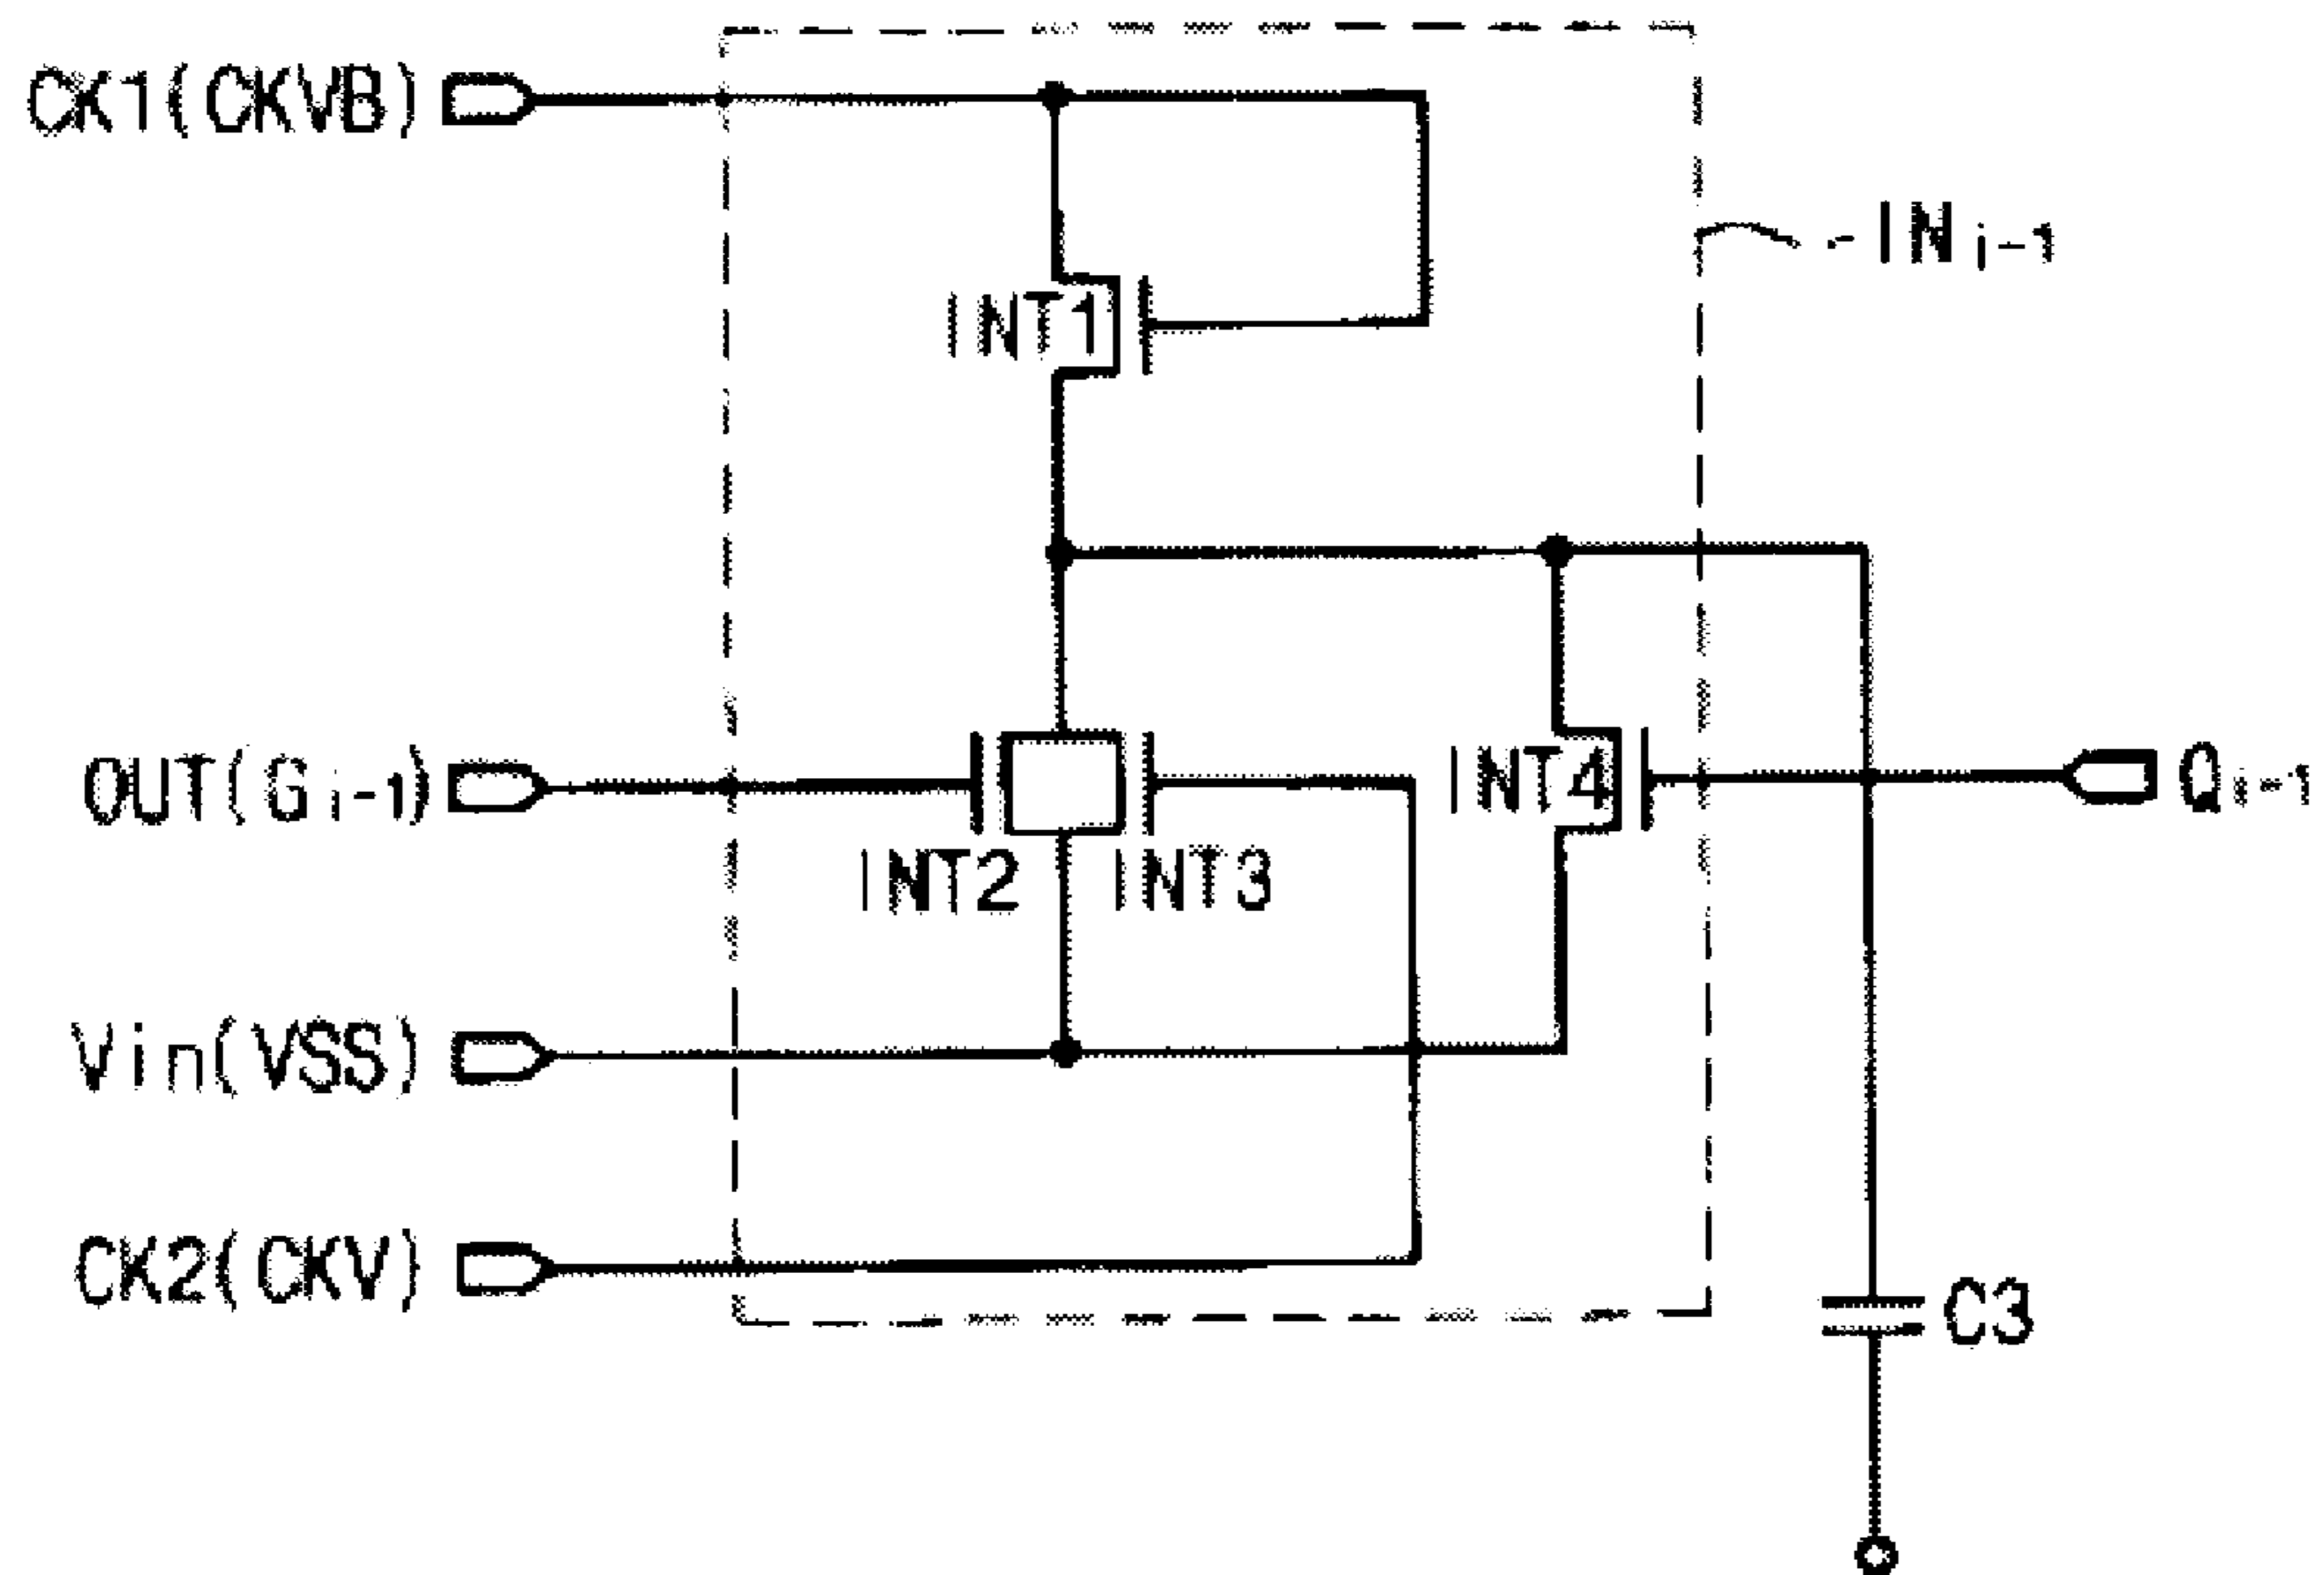 CK1(CKVB)
INi-1
INT1
OUT(Gi-1)
INT4
Qi-1
INT2
INT3
Vin(VSS)
CK2(CKV)
C3